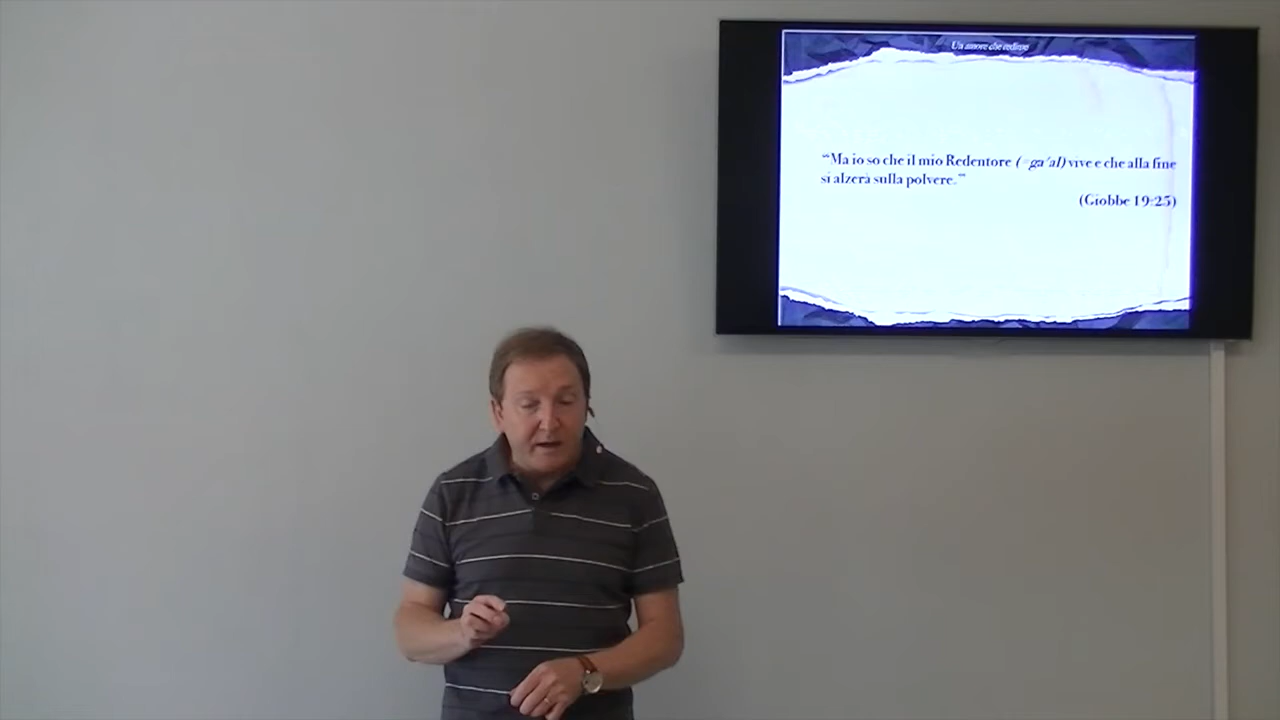 Un amore che redime
“Ma io so che il mio Redentore (=ga'al) vive e che alla fine
si alzerà sulla polvere.”
(Giobbe 19:25)